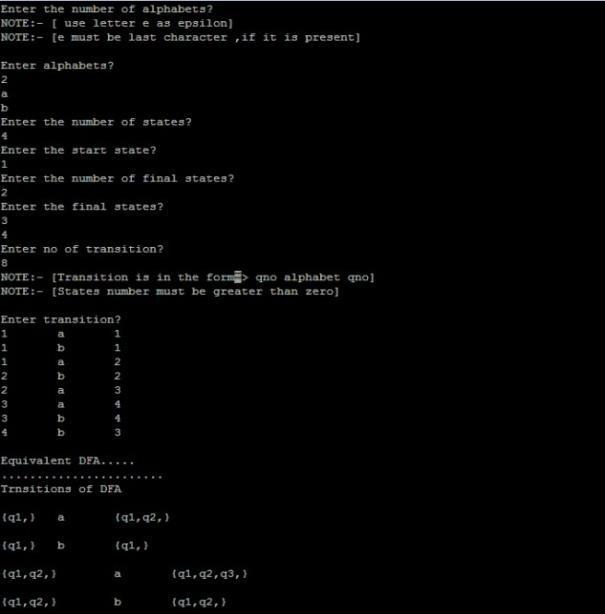 Enter the number of alphabets?
NOTE:- [ use letter e as epsilon]
NOTE:- [e must be last character ,if it is present]
Enter alphabets?
2
a
b
Enter the number of states?
4
Enter the start state?
1
Enter the number of final states?
2
Enter the final states?
3
4
Enter no of transition?
8
NOTE:- [Transition is in the form=> qno alphabet qno]
NOTE:- [States number must be greater than zero]
Enter transition?
1 a 1
1 b 1
1 a 2
2 b 2
2 a 3
3 a 4
3 b 4
4 b 3
Equivalent DFA.....
.......................
Trnsitions of DFA
{q1,} a {q1,q2,}
{q1,} b {q1,}
{q1,q2,} a {q1,q2,q3,}
{q1,q2,} b {q1,q2,}